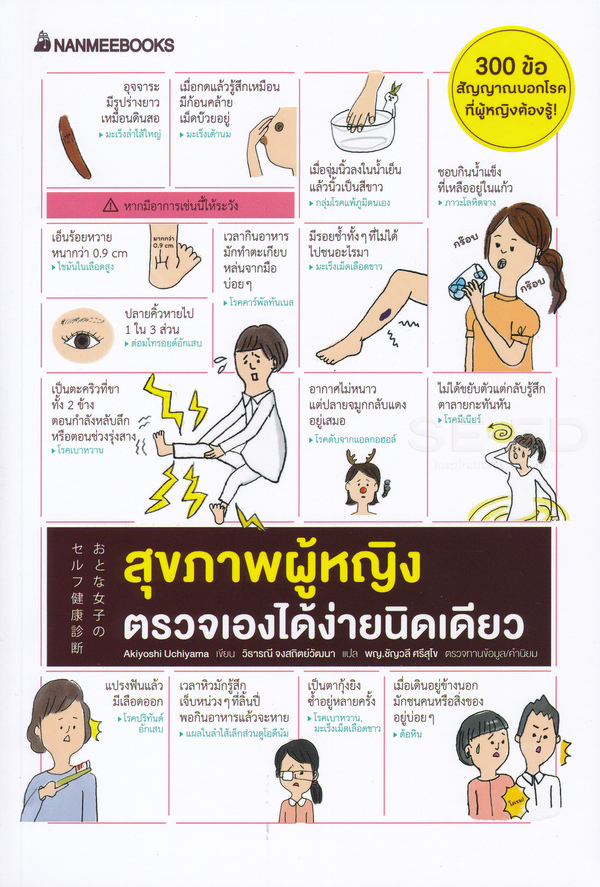 NANMEEBOOKS
300 ข้อ
สัญญาณบอกโรค
ที่ผู้หญิงต้องรู้!
อุจจาระ
มีรูปร่างยาว
เหมือนดินสอ
▸ มะเร็งลำไส้ใหญ่
เมื่อกดแล้วรู้สึกเหมือน
มีก้อนคล้าย
เม็ดบ๊วยอยู่
▸ มะเร็งเต้านม
เมื่อจุ่มนิ้วลงในน้ำเย็น
แล้วนิ้วเป็นสีขาว
▸ กลุ่มโรคแพ้ภูมิตนเอง
ชอบกินน้ำแข็ง
ที่เหลืออยู่ในแก้ว
▸ ภาวะโลหิตจาง
กร๊อบ
กร๊อบ
หากมีอาการเช่นนี้ให้ระวัง
เอ็นร้อยหวาย
หนากว่า 0.9 cm
▸ ไขมันในเลือดสูง
มากกว่า
0.9 cm
เวลากินอาหาร
มักทำตะเกียบ
หล่นจากมือ
บ่อยๆ
▸ โรคคาร์พัลทันเนล
มีรอยช้ำทั้งๆ ที่ไม่ได้
ไปชนอะไรมา
▸ มะเร็งเม็ดเลือดขาว
ปลายคิ้วหายไป
1 ใน 3 ส่วน
▸ ต่อมไทรอยด์อักเสบ
เป็นตะคริวที่ขา
ทั้ง 2 ข้าง
ตอนกำลังหลับลึก
หรือตอนช่วงรุ่งสาง
▸ โรคเบาหวาน
อากาศไม่หนาว
แต่ปลายจมูกกลับแดง
อยู่เสมอ
▸ โรคตับจากแอลกอฮอล์
ไม่ได้ขยับตัวแต่กลับรู้สึก
ตาลายกะทันหัน
▸ โรคมีเนียร์
SE-ED
おとな女子の
セルフ健康診断
สุขภาพผู้หญิง
ตรวจเองได้ง่ายนิดเดียว
Akiyoshi Uchiyama เขียน วิธารณี จงสถิตย์วัฒนา แปล พญ.ชัญวลี ศรีสุโข ตรวจทานข้อมูล/คำนิยม
แปรงฟันแล้ว
มีเลือดออก
▸ โรคปริทันต์
อักเสบ
เวลาหิวมักรู้สึก
เจ็บหน่วงๆ ที่ลิ้นปี่
พอกินอาหารแล้วจะหาย
▸ แผลในลำไส้เล็กส่วนดูโอดีนัม
เป็นตากุ้งยิง
ซ้ำอยู่หลายครั้ง
▸ โรคเบาหวาน,
มะเร็งเม็ดเลือดขาว
เมื่อเดินอยู่ข้างนอก
มักชนคนหรือสิ่งของ
อยู่บ่อยๆ
▸ ต้อหิน
โครม!